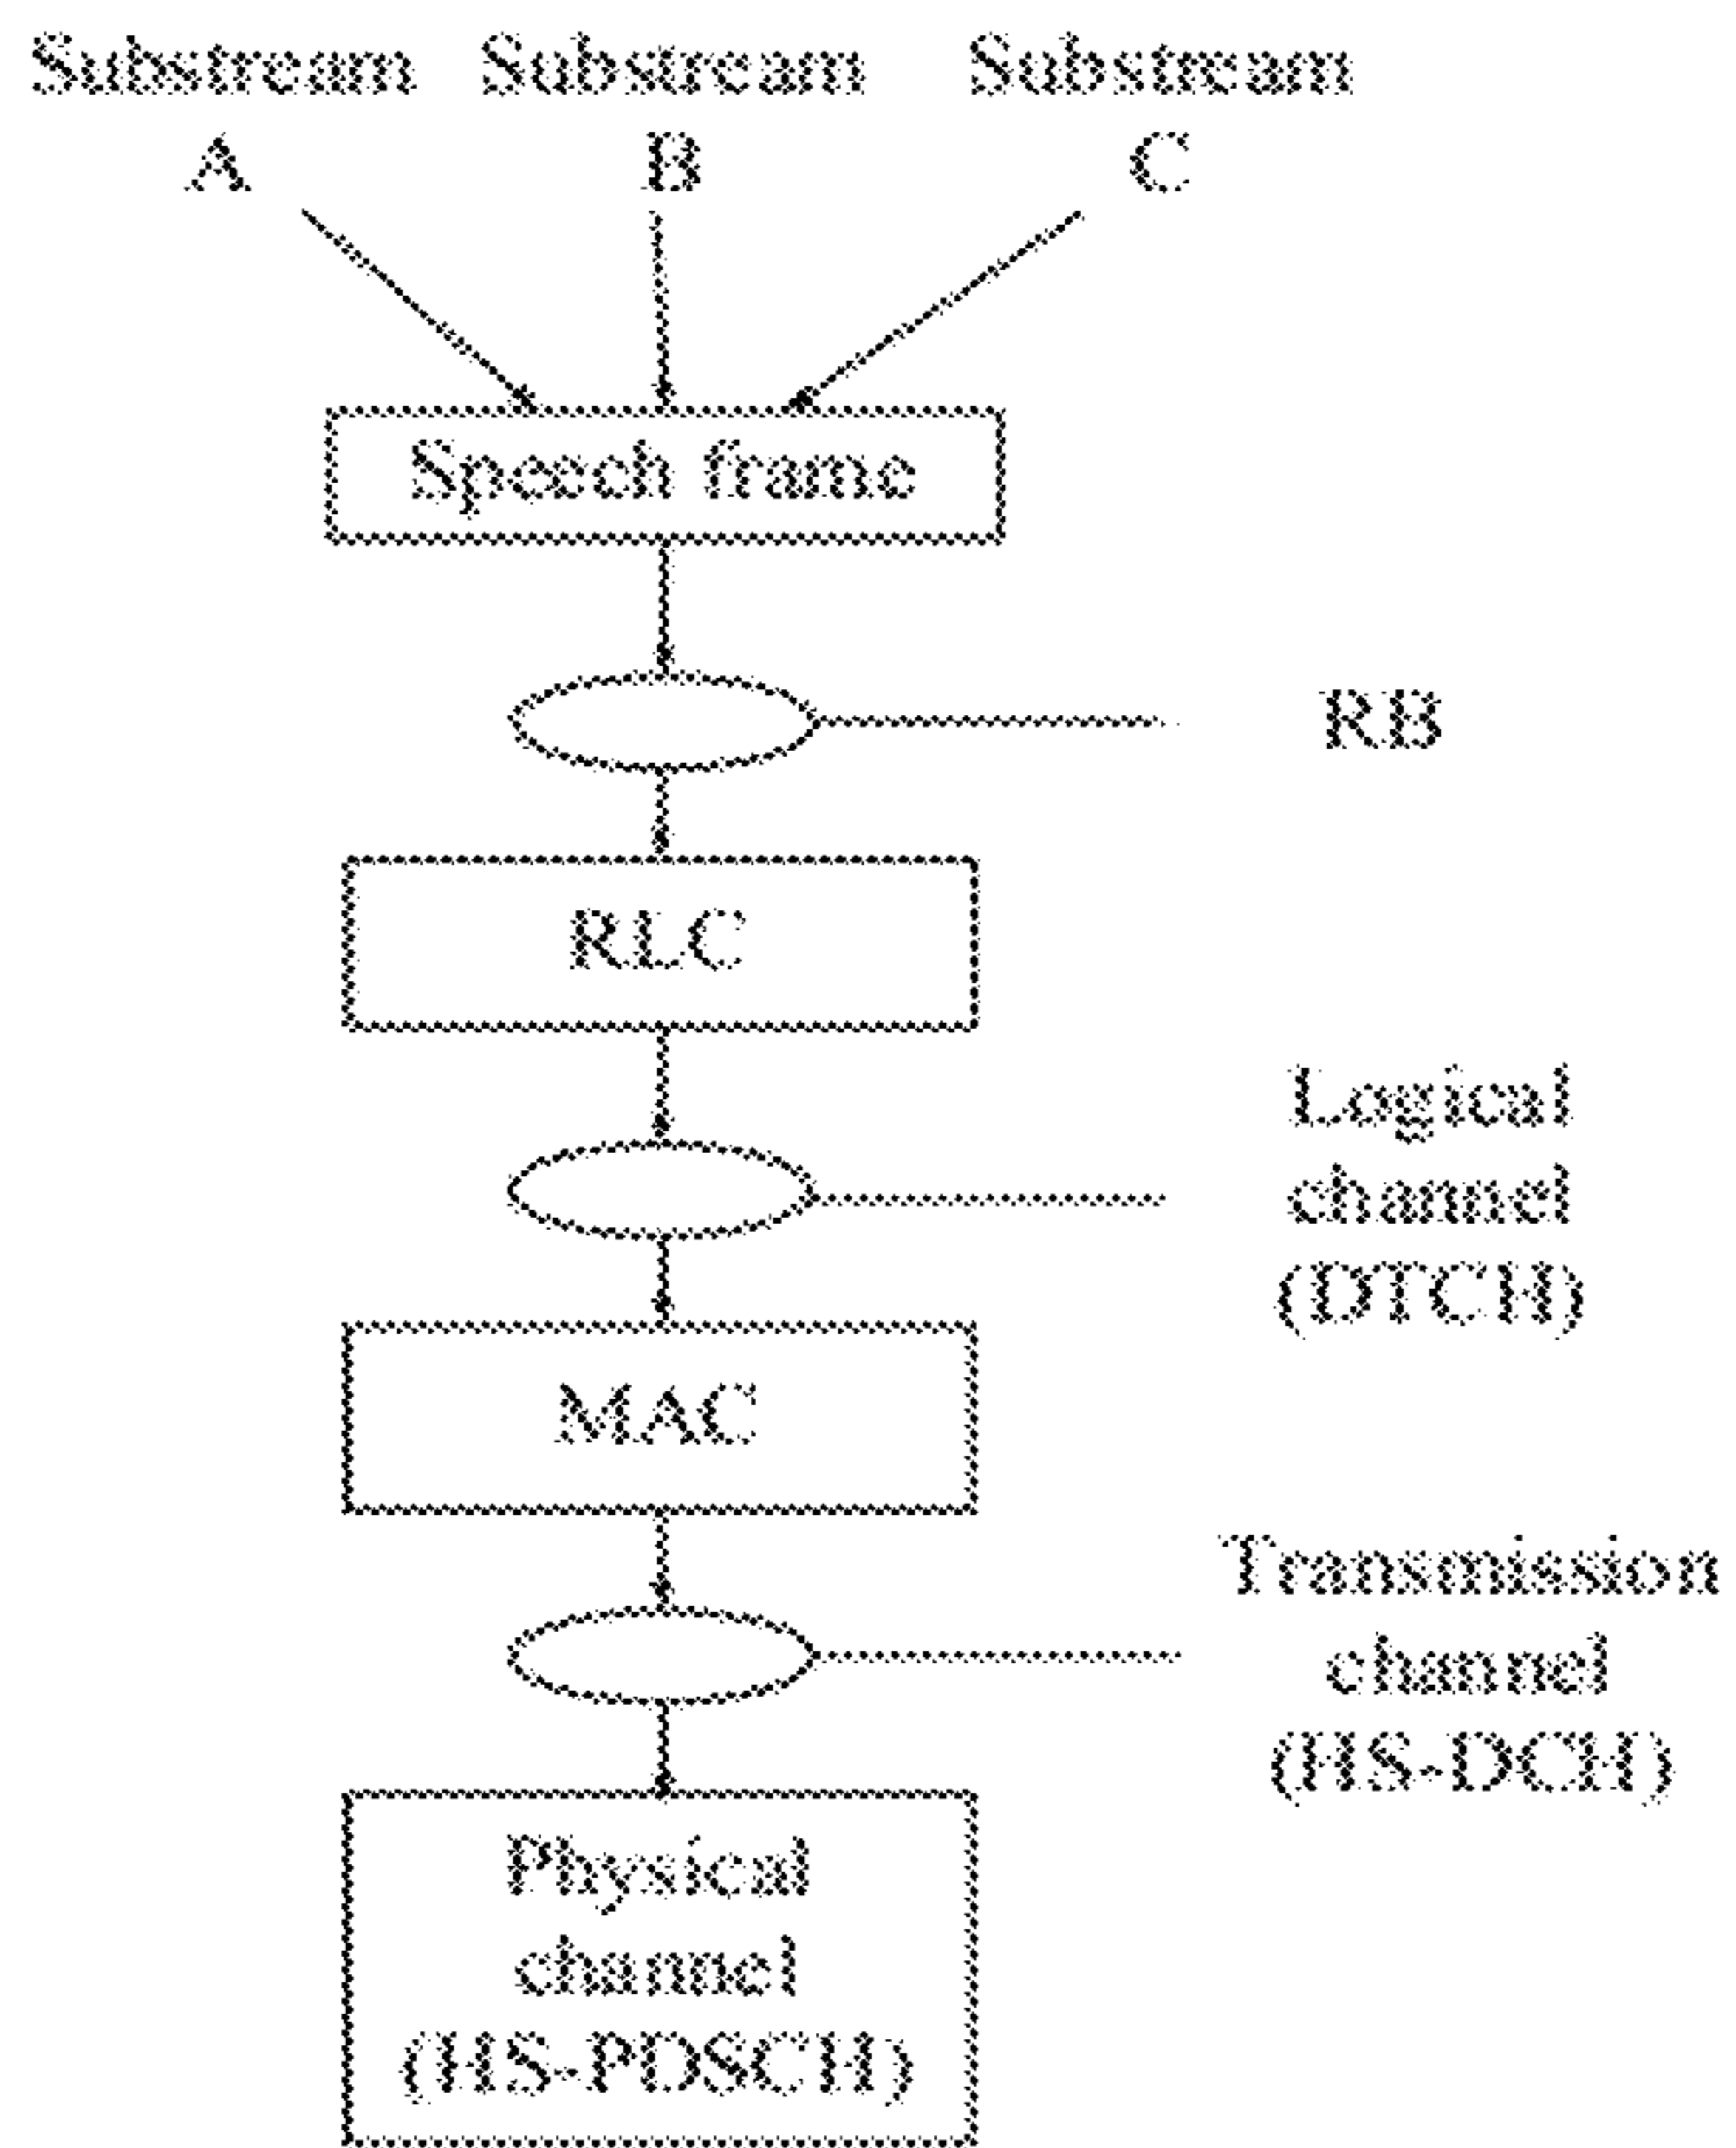 Substream Substream Substream
A B C
Speech frame
RB
RLC
Logical
channel
(DTCH)
MAC
Transmission
channel
(HS-DCH)
Physical
channel
(HS-PDSCH)